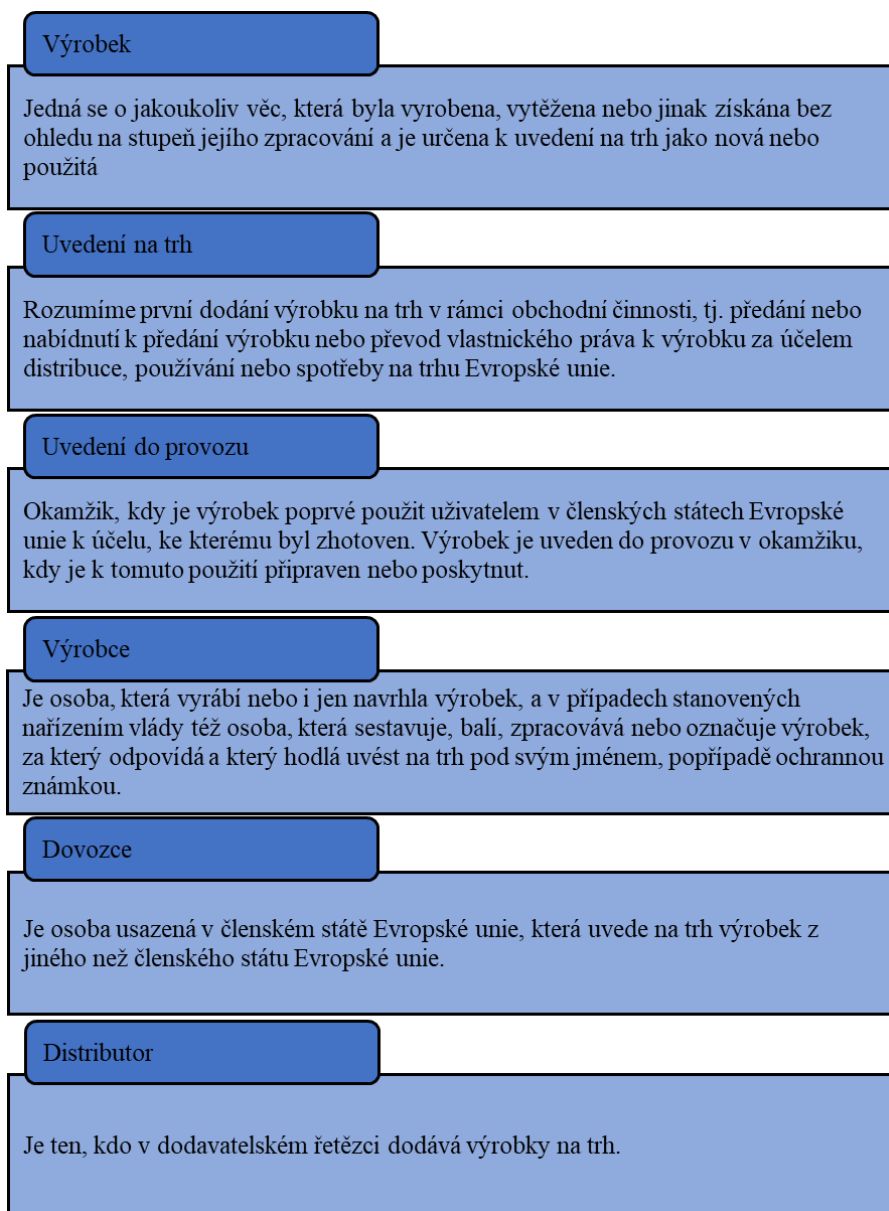 Výrobek
Jedná se o jakoukoliv věc, která byla vyrobena, vytěžena nebo jinak získána bez
ohledu na stupeň jejího zpracování a je určena k uvedení na trh jako nová nebo
použitá
Uvedení na trh
Rozumíme první dodání výrobku na trh v rámci obchodní činnosti, tj. předání nebo
nabídnutí k předání výrobku nebo převod vlastnického práva k výrobku za účelem
distribuce, používání nebo spotřeby na trhu Evropské unie.
Uvedení do provozu
Okamžik, kdy je výrobek poprvé použit uživatelem v členských státech Evropské
unie k účelu, ke kterému byl zhotoven. Výrobek je uveden do provozu v okamžiku,
kdy je k tomuto použití připraven nebo poskytnut.
Výrobce
Je osoba, která vyrábí nebo i jen navrhla výrobek, a v případech stanovených
nařízením vlády též osoba, která sestavuje, balí, zpracovává nebo označuje výrobek,
za který odpovídá a který hodlá uvést na trh pod svým jménem, popřípadě ochrannou
známkou.
Dovozce
Je osoba usazená v členském státě Evropské unie, která uvede na trh výrobek z
jiného než členského státu Evropské unie.
Distributor
Je ten, kdo v dodavatelském řetězci dodává výrobky na trh.